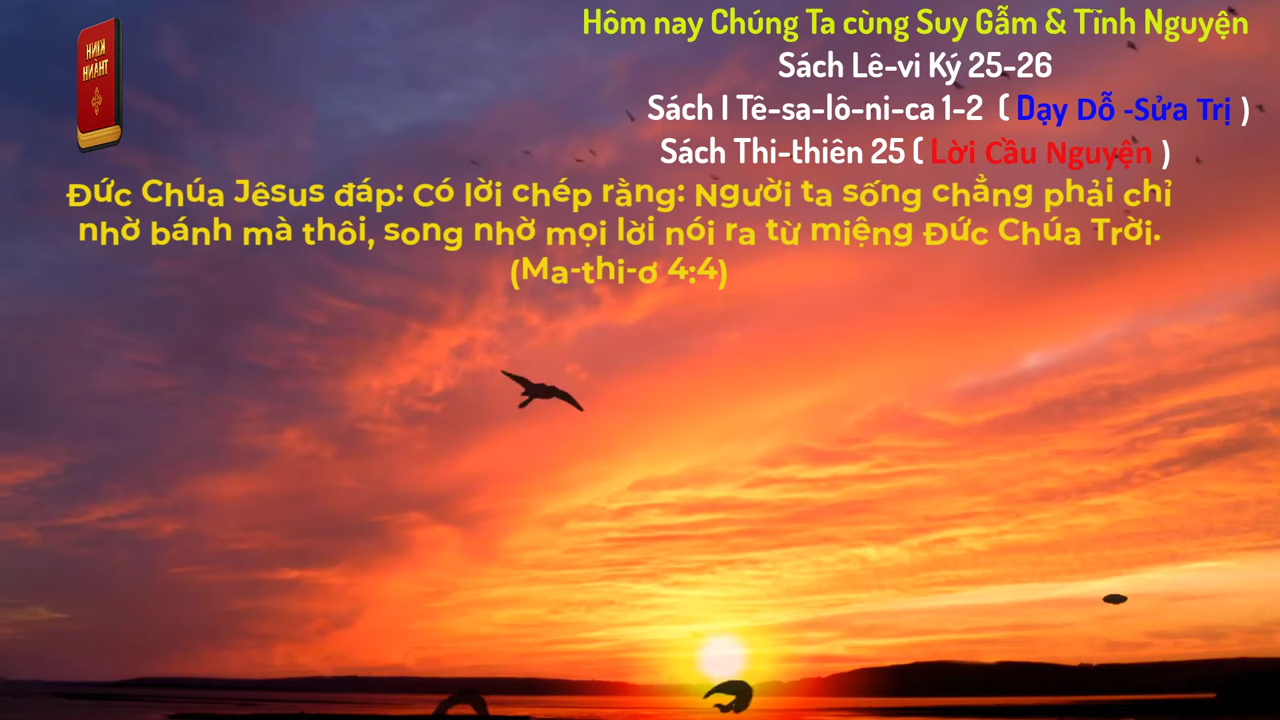 KINH
THÁNH
Hôm nay Chúng Ta cùng Suy Gẫm & Tĩnh Nguyện
Sách Lê-vi Ký 25-26
Sách I Tê-sa-lô-ni-ca 1-2 ( Dạy Dỗ -Sửa Trị )
Sách Thi-thiên 25 ( Lời Cầu Nguyện )
Đức Chúa Jêsus đáp: Có lời chép rằng: Người ta sống chẳng phải chỉ
nhờ bánh mà thôi, song nhờ mọi lời nói ra từ miệng Đức Chúa Trời.
(Ma-thi-ơ 4:4)